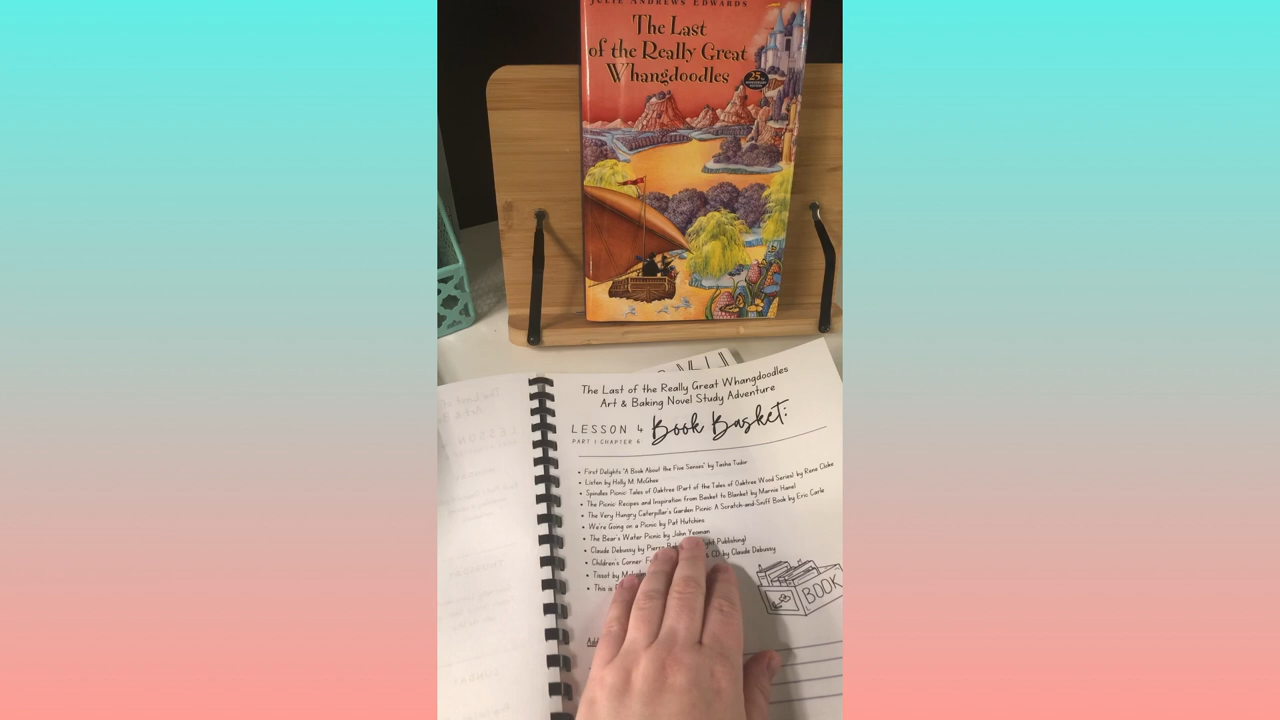 JULIE ANDREWS EDWARDS
The Last
of the Really Great
Whangdoodles
25th
ANNIVERSARY
EDITION
The Last of the Really Great Whangdoodles
Art & Baking Novel Study Adventure
LESSON 4 Book Basket:
PART 1 CHAPTER 6:
• First Delights "A Book About the Five Senses" by Tasha Tudor
• Listen by Holly M. McGhee
• Spindles Picnic: Tales of Oaktree (Part of the Tales of Oaktree Wood Series) by Rene Cloke
• The Picnic: Recipes and Inspiration from Basket to Blanket by Marnie Hanel
• The Very Hungry Caterpillar's Garden Picnic: A Scratch-and-Sniff Book by Eric Carle
• We're Going on a Picnic by Pat Hutchins
• The Bear's Water Picnic by John Yeoman
• Claude Debussy by Pierre Publishing)
• Children's Corner & CD by Claude Debussy
• Tissot by
• This is
BOOK